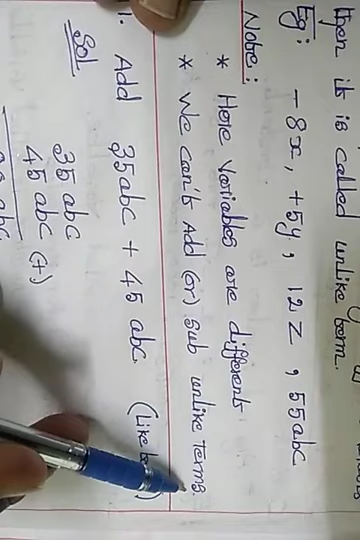 then it is called unlike term.
Eg: - 8x, +5y, 12z, 55abc
Note:
* Here variables are differents
* We can't Add (or) Sub unlike Terms.
1. Add 35abc + 45abc (Like
Sol
35abc
45abc (+)